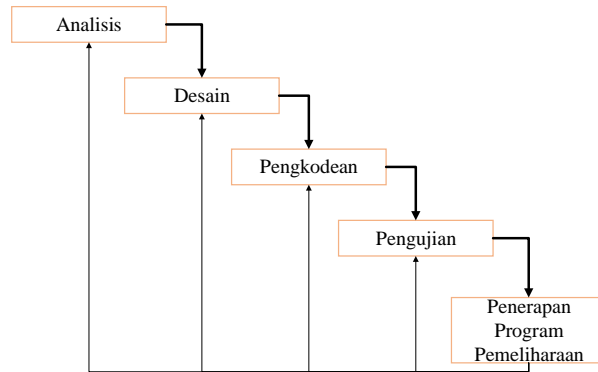 Analisis
Desain
Pengkodean
Pengujian
Penerapan
Program
Pemeliharaan